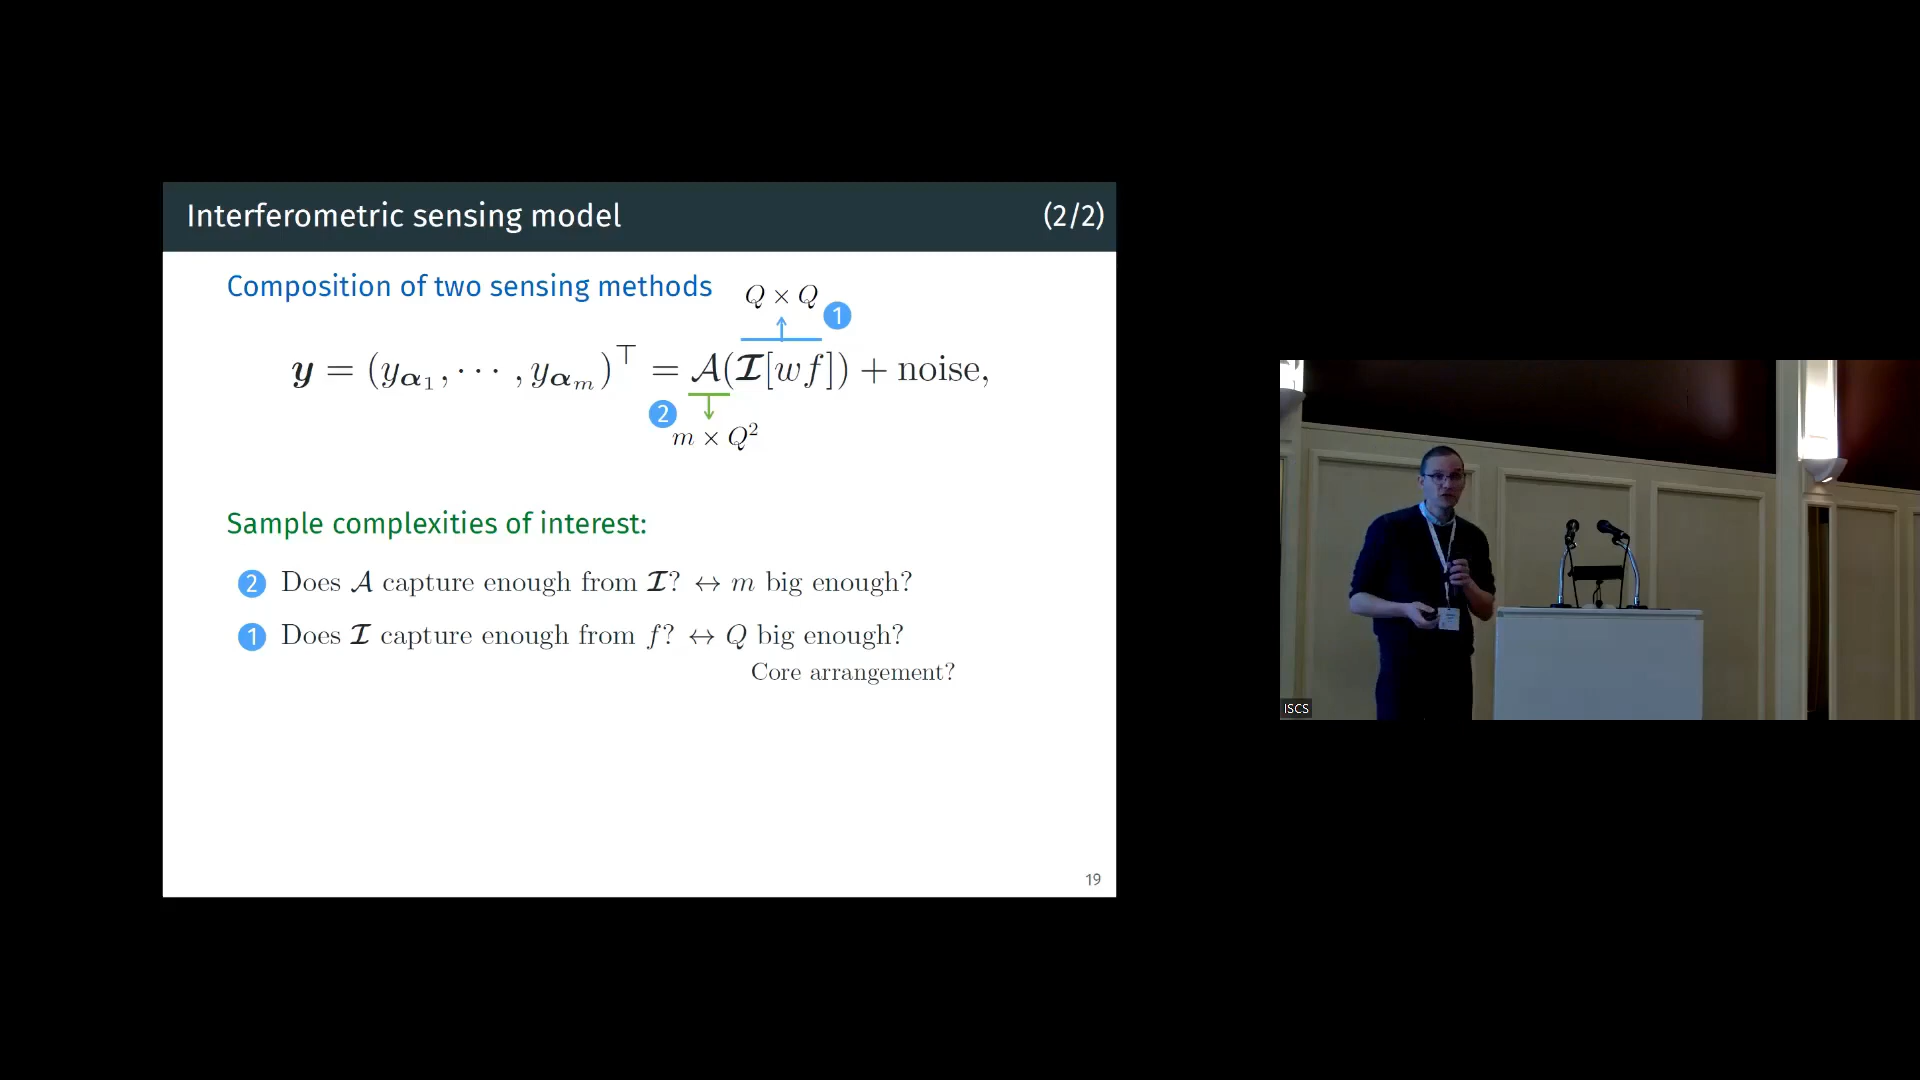 Interferometric sensing model (2/2)
Composition of two sensing methods
Q × Q
1
y = (y_{α_1}, ··· , y_{α_m})^⊤ = 𝒜(ℐ[wf]) + noise,
2
m × Q²
Sample complexities of interest:
2 Does 𝒜 capture enough from ℐ? ↔ m big enough?
1 Does ℐ capture enough from f? ↔ Q big enough?
Core arrangement?
19
ISCS